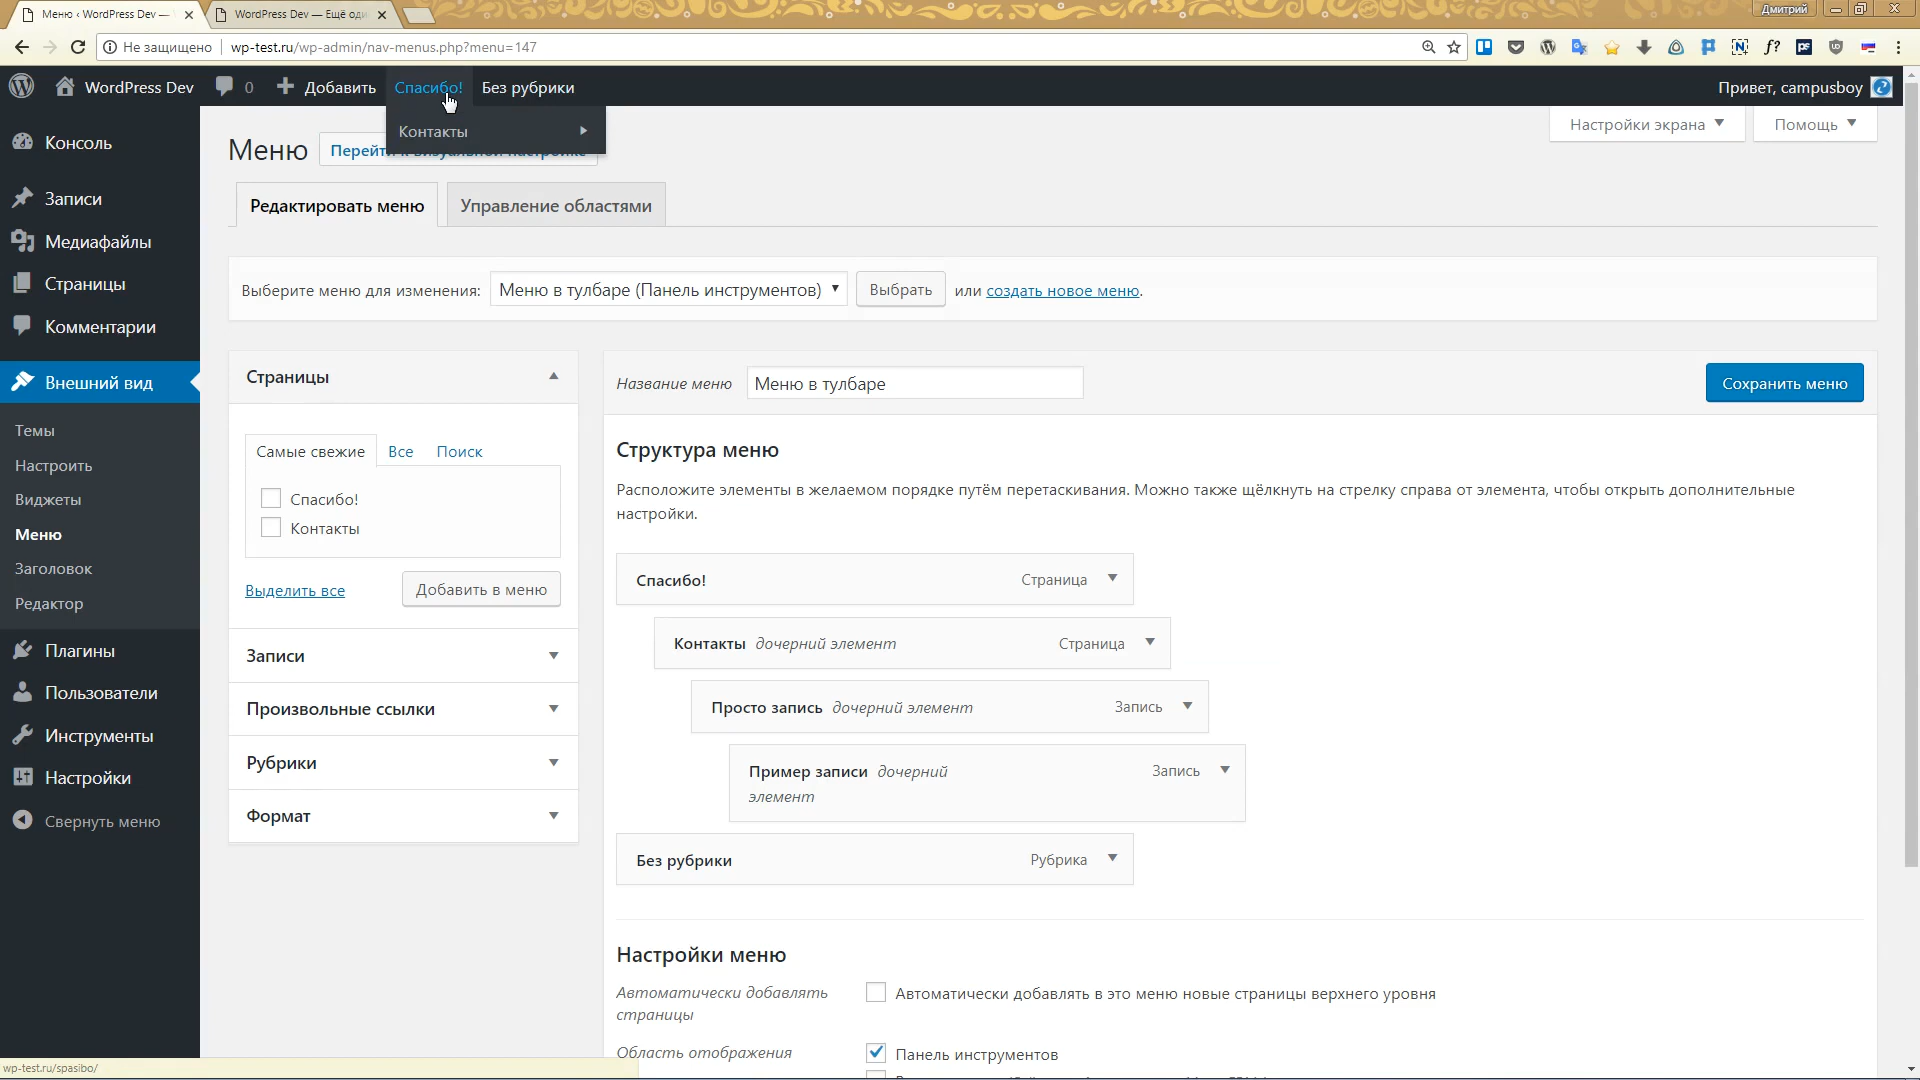 Меню ‹ WordPress Dev —
WordPress Dev — Ещё оди
Дмитрий
Не защищено
wp-test.ru/wp-admin/nav-menus.php?menu=147
WordPress Dev
0
Добавить
Спасибо!
Без рубрики
Привет, campusboy
Контакты
Меню
Настройки экрана
Помощь
Редактировать меню
Управление областями
Выберите меню для изменения:
Меню в тулбаре (Панель инструментов)
Выбрать
или создать новое меню.
Консоль
Записи
Медиафайлы
Страницы
Комментарии
Внешний вид
Темы
Настроить
Виджеты
Меню
Заголовок
Редактор
Плагины
Пользователи
Инструменты
Настройки
Свернуть меню
Страницы
Самые свежие
Все
Поиск
Спасибо!
Контакты
Выделить все
Добавить в меню
Записи
Произвольные ссылки
Рубрики
Формат
Название меню
Меню в тулбаре
Сохранить меню
Структура меню
Расположите элементы в желаемом порядке путём перетаскивания. Можно также щёлкнуть на стрелку справа от элемента, чтобы открыть дополнительные
настройки.
Спасибо!
Страница
Контакты дочерний элемент
Страница
Просто запись дочерний элемент
Запись
Пример записи дочерний
элемент
Запись
Без рубрики
Рубрика
Настройки меню
Автоматически добавлять
страницы
Автоматически добавлять в это меню новые страницы верхнего уровня
Область отображения
Панель инструментов
wp-test.ru/spasibo/